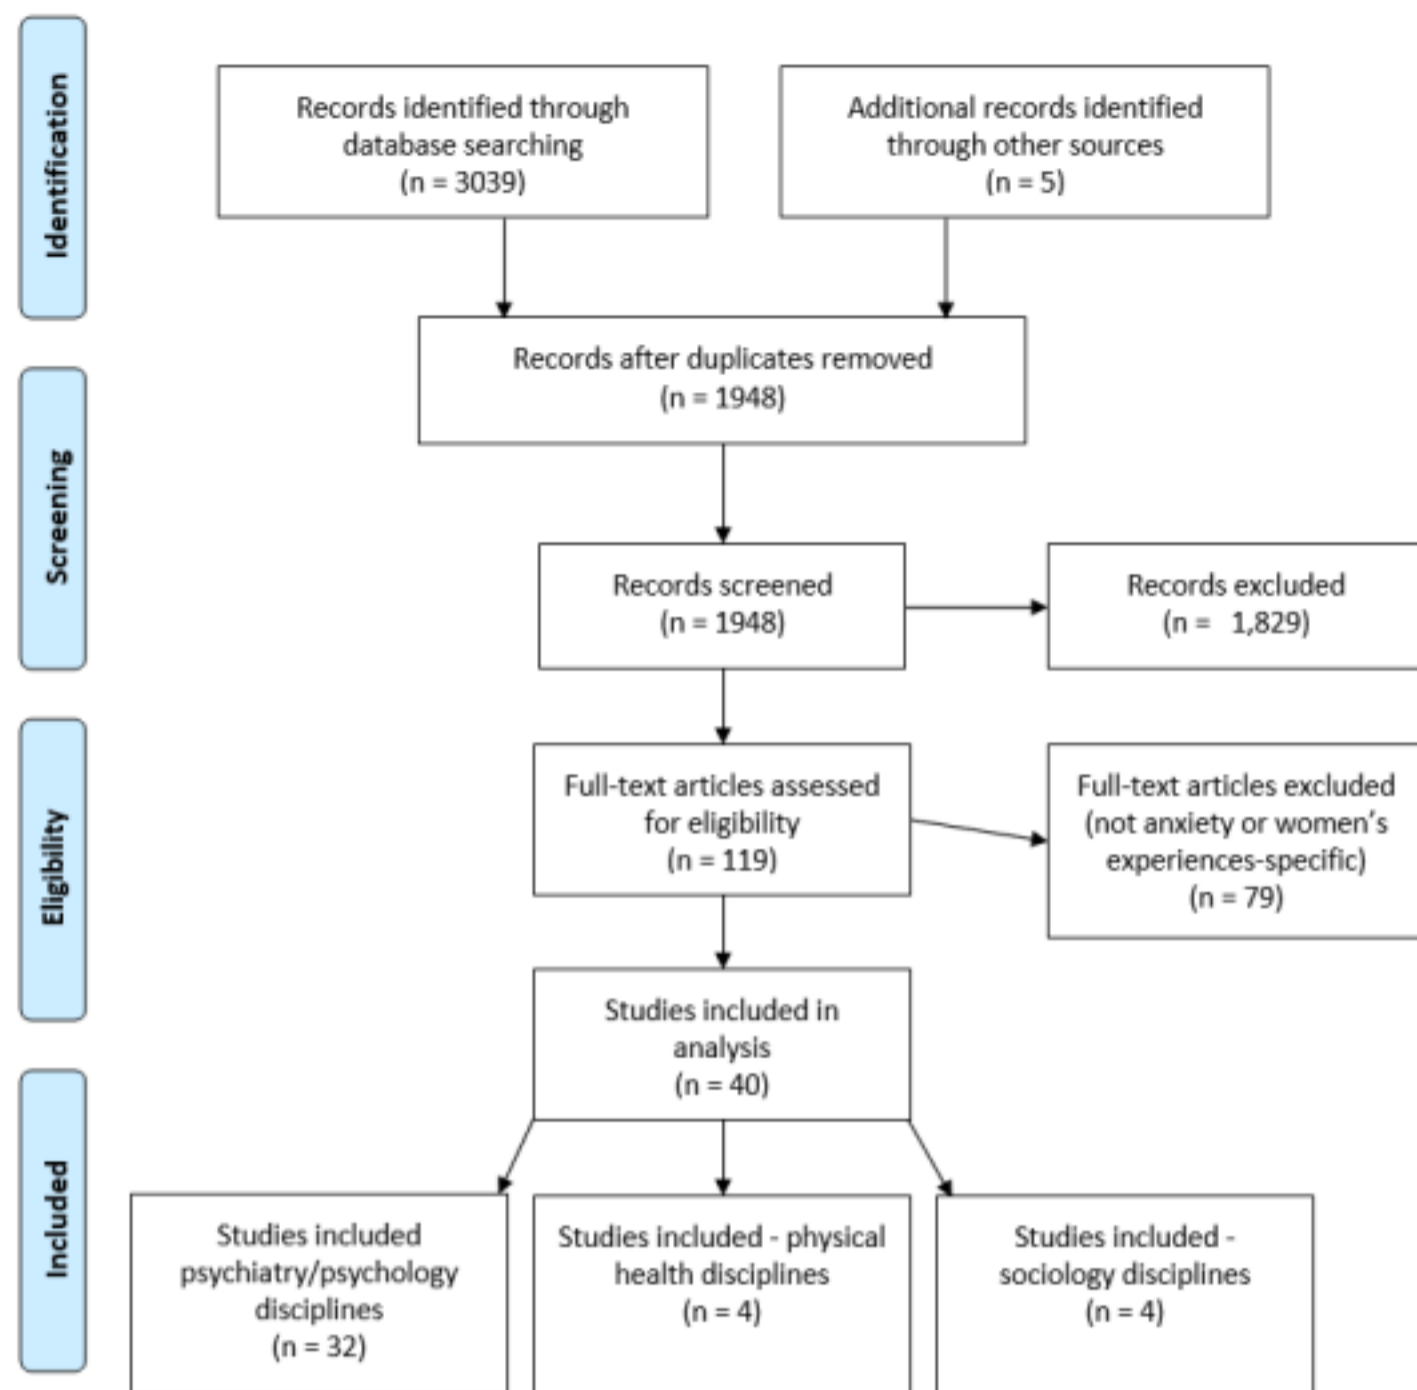 Identification
Records identified through
database searching
(n = 3039)
Additional records identified
through other sources
(n = 5)
Records after duplicates removed
(n = 1948)
Screening
Records screened
(n = 1948)
Records excluded
(n =   1,829)
Eligibility
Full-text articles assessed
for eligibility
(n = 119)
Full-text articles excluded
(not anxiety or women’s
experiences-specific)
(n = 79)
Studies included in
analysis
(n = 40)
Included
Studies included
psychiatry/psychology
disciplines
(n = 32)
Studies included - physical
health disciplines
(n = 4)
Studies included -
sociology disciplines
(n = 4)